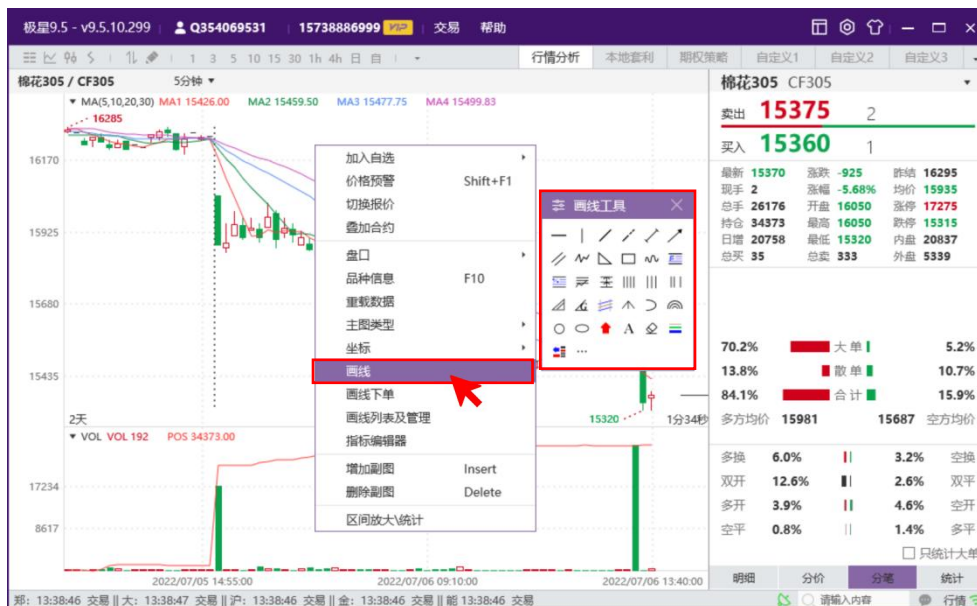 极星9.5 - v9.5.10.299 Q354069531 15738886999 VIP 交易 帮助
1 3 5 10 15 30 1h 4h 日 自 行情分析 本地套利 期权策略 自定义1 自定义2 自定义3
棉花305 / CF305 5分钟
MA(5,10,20,30) MA1 15426.00 MA2 15459.50 MA3 15477.75 MA4 15499.83
16285
16170
15925
15680
15435
2天
15320
1分34秒
VOL VOL 192 POS 34373.00
17234
8617
2022/07/05 14:55:00 2022/07/06 09:10:00 2022/07/06 13:40:00
加入自选
价格预警 Shift+F1
切换报价
叠加合约
盘口
品种信息 F10
重载数据
主图类型
坐标
画线
画线下单
画线列表及管理
指标编辑器
增加副图 Insert
删除副图 Delete
区间放大\统计
画线工具
A
棉花305 CF305
卖出 15375 2
买入 15360 1
最新 15370 涨跌 -925 昨结 16295
现手 2 涨幅 -5.68% 均价 15935
总手 26176 开盘 16050 涨停 17275
持仓 34373 最高 16050 跌停 15315
日增 20758 最低 15320 内盘 20837
总买 35 总卖 333 外盘 5339
70.2% 大单 5.2%
13.8% 散单 10.7%
84.1% 合计 15.9%
多方均价 15981 15687 空方均价
多换 6.0% 3.2% 空换
双开 12.6% 2.6% 双平
多开 3.9% 4.6% 空开
空平 0.8% 1.4% 多平
只统计大单
明细 分价 分笔 统计
郑: 13:38:46 交易 || 大: 13:38:47 交易 || 沪: 13:38:46 交易 || 金: 13:38:46 交易 || 能 13:38:46 交易 请输入内容 行情